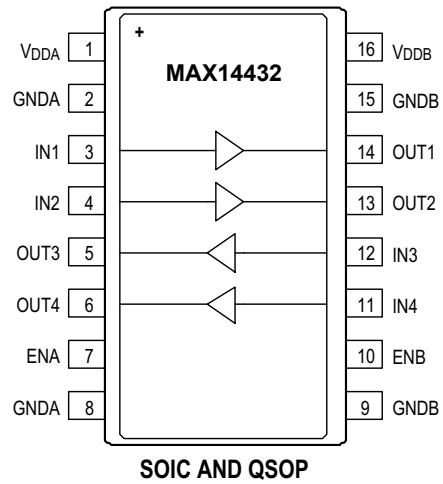 +
MAX14432
VDDA 1 16 VDDB
GNDA 2 15 GNDB
IN1 3 14 OUT1
IN2 4 13 OUT2
OUT3 5 12 IN3
OUT4 6 11 IN4
ENA 7 10 ENB
GNDA 8 9 GNDB
SOIC AND QSOP